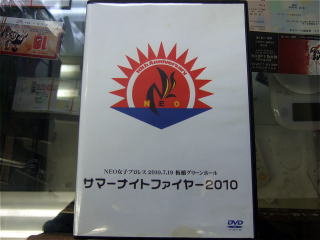 10th Anniversary
NEO
NEO女子プロレス 2010.7.19 板橋グリーンホール
サマーナイトファイヤー2010
DVD